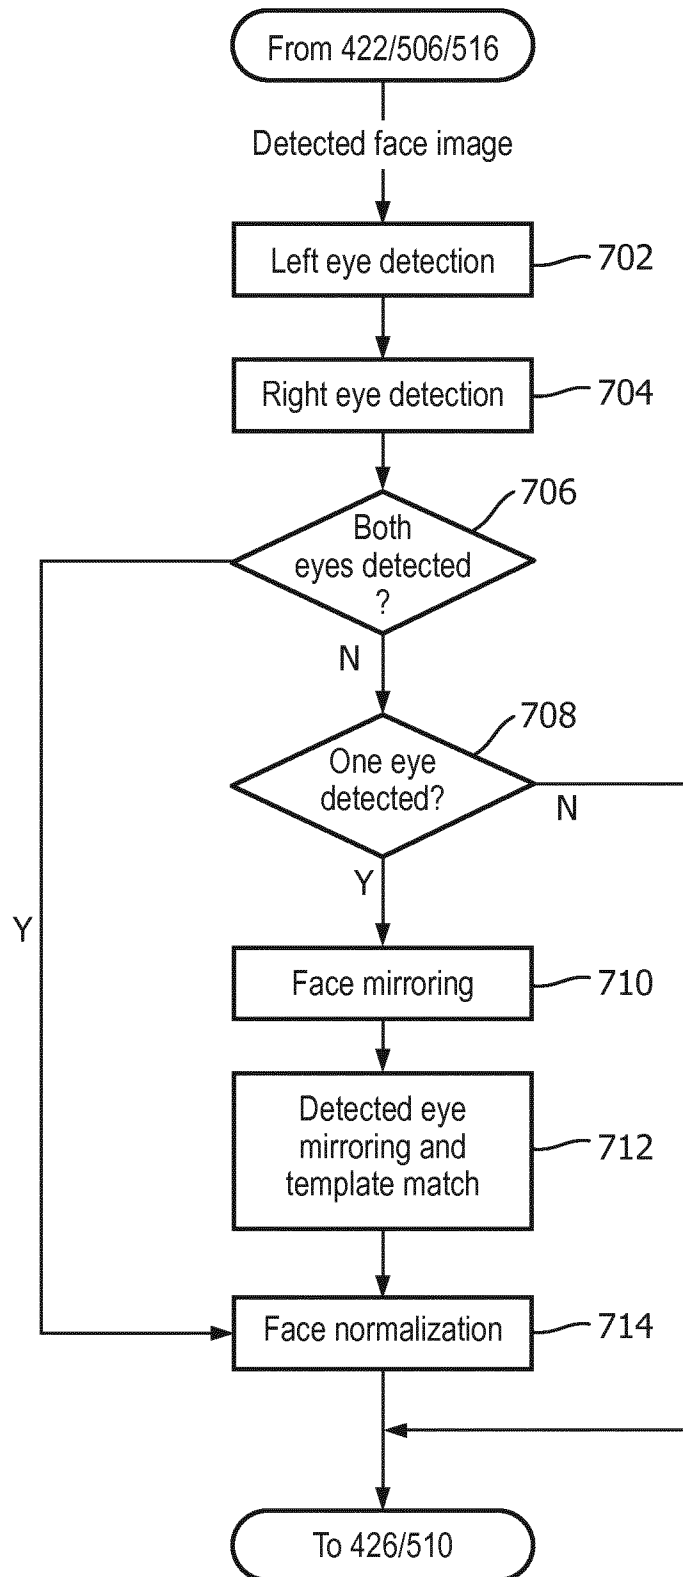 From 422/506/516
Detected face image
Left eye detection
702
Right eye detection
704
706
Both
eyes detected
?
N
708
One eye
detected?
N
Y
Y
Face mirroring
710
Detected eye
mirroring and
template match
712
Face normalization
714
To 426/510